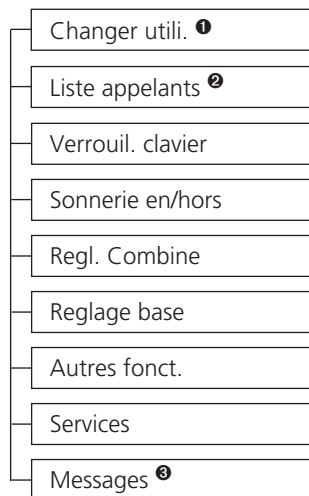 Changer utili. ❶
Liste appelants ❷
Verrouil. clavier
Sonnerie en/hors
Regl. Combine
Reglage base
Autres fonct.
Services
Messages ❸